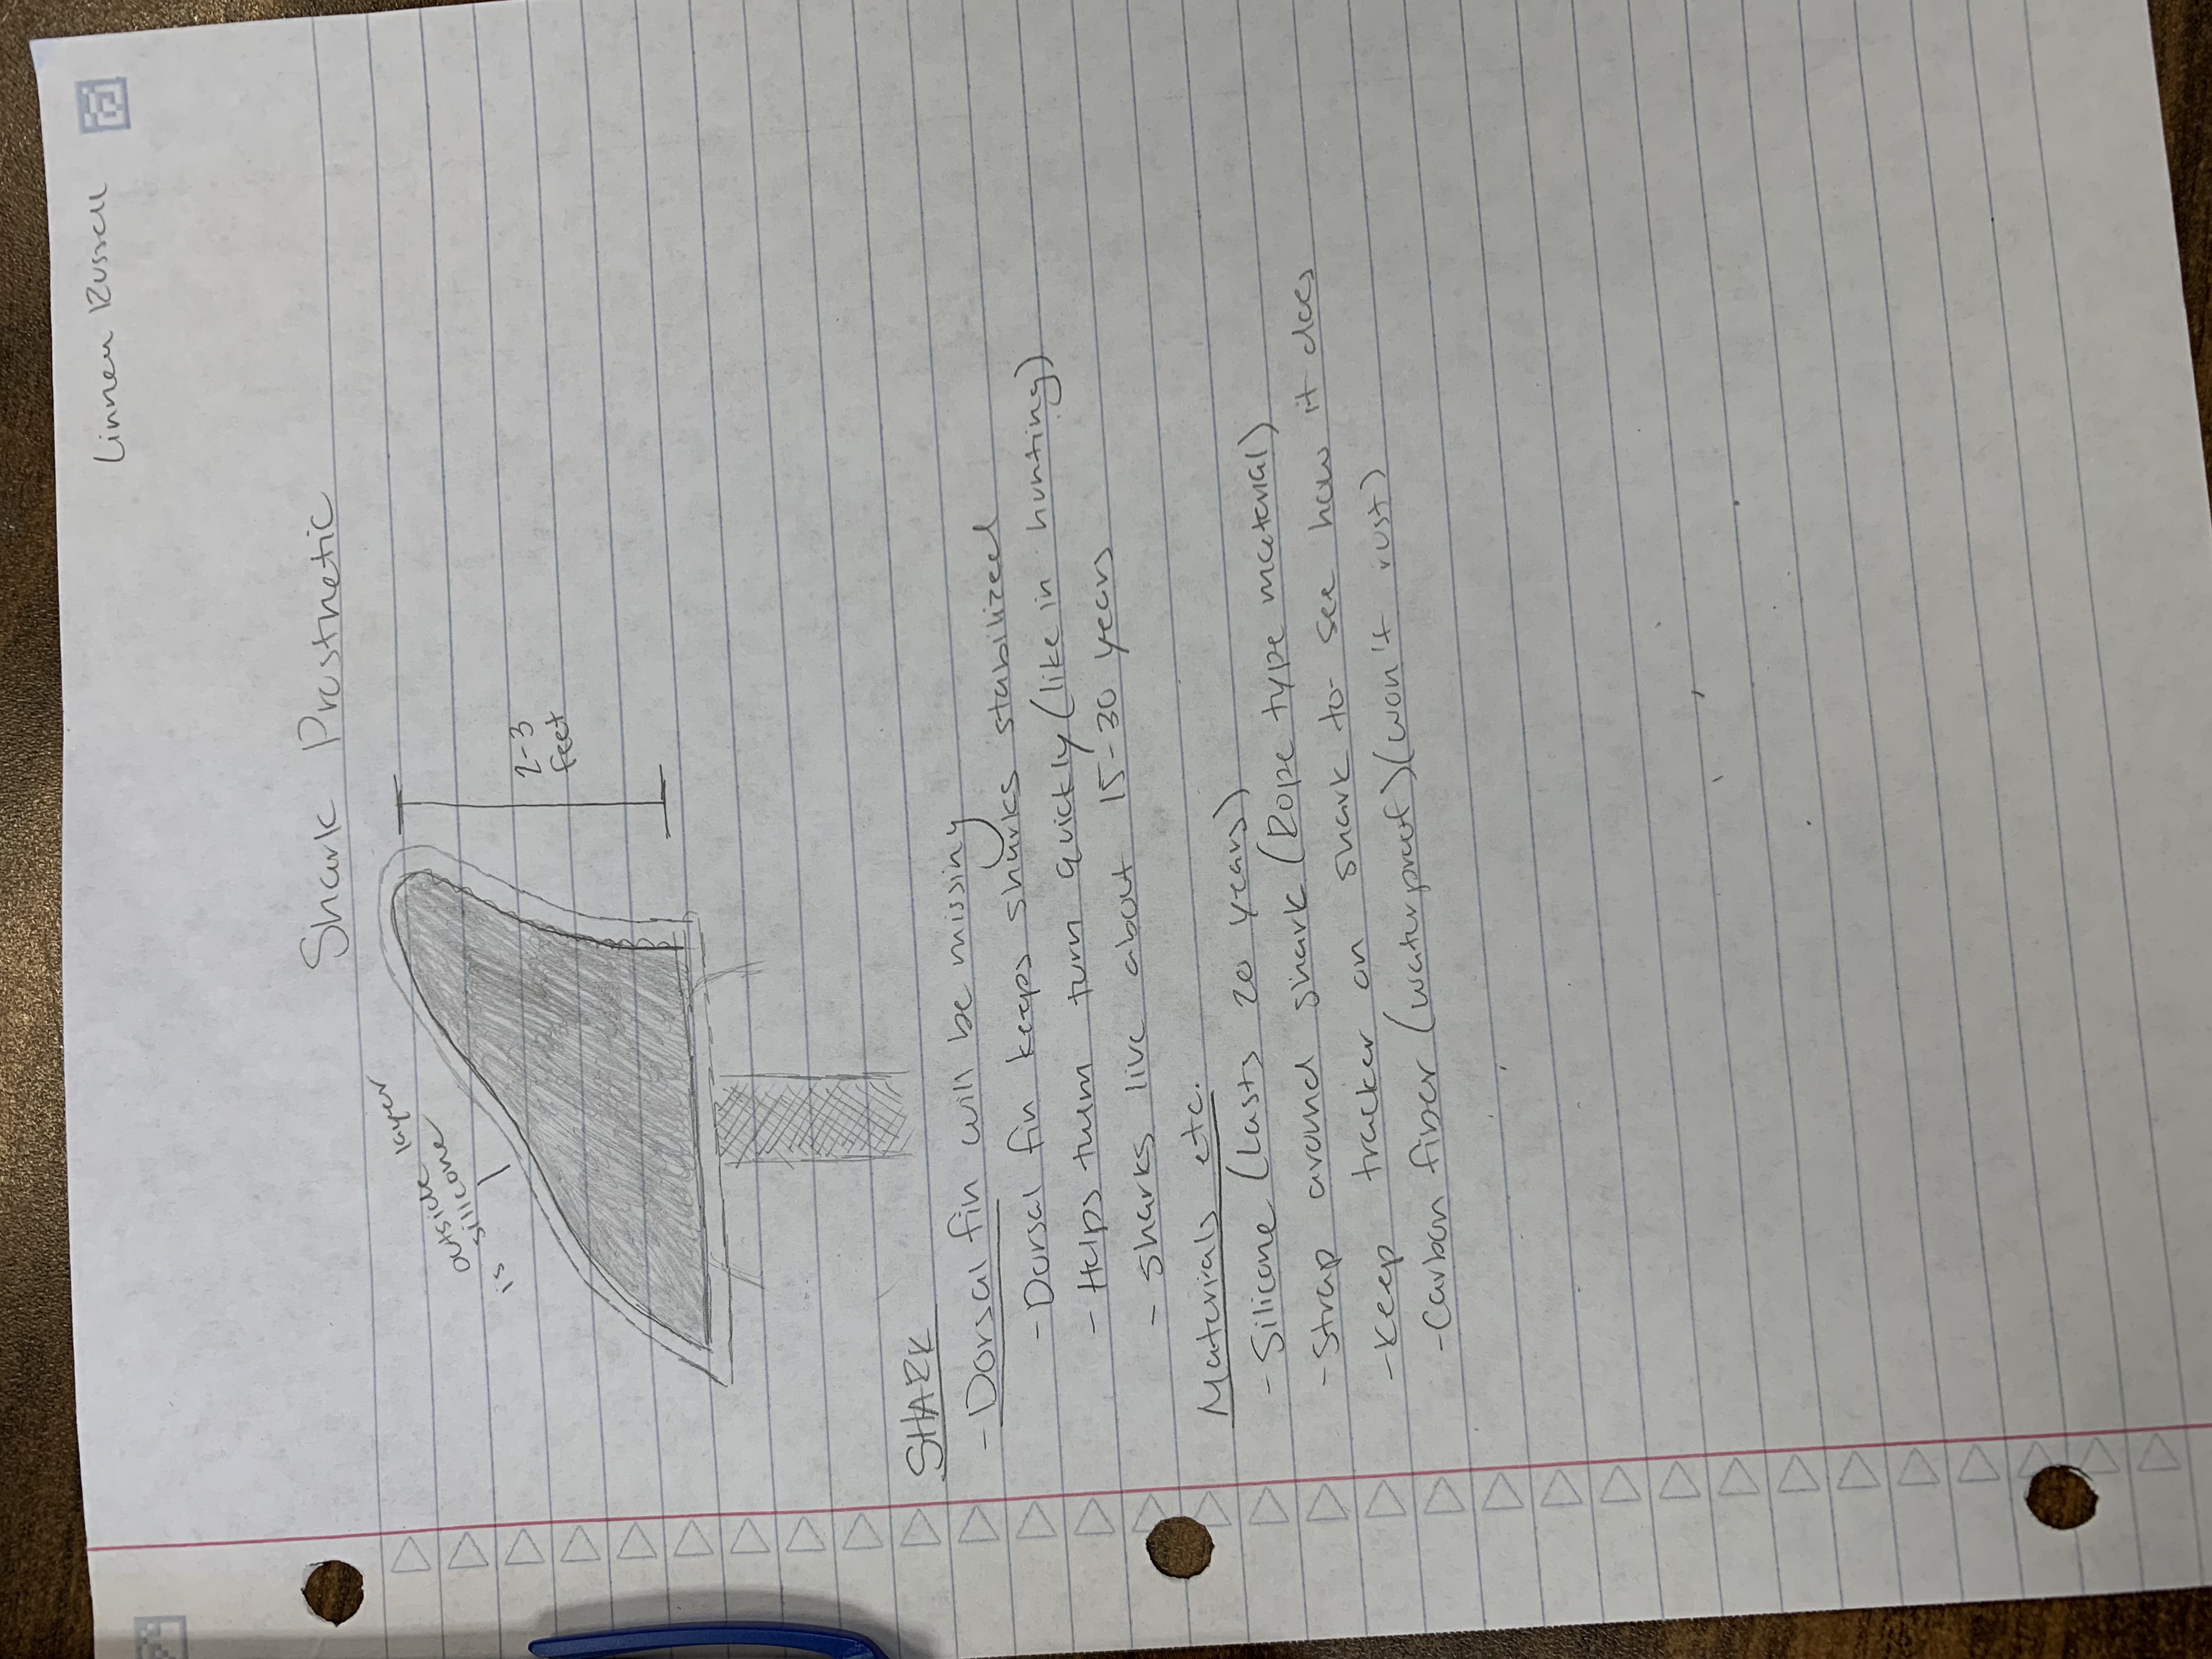 Linnea Russell
Shark Prosthetic
outside layer
is silicone
2-3
feet
SHARK
- Dorsal fin will be missing
- Dorsal fin keeps sharks stabilized
- Helps them turn quickly (like in hunting)
- sharks live about 15-30 years
Materials etc.
- Silicone (Lasts 20 years)
- Strap around shark (Rope type material)
- Keep tracker on shark to see how it does
- Carbon fiber (waterproof) (won't rust)